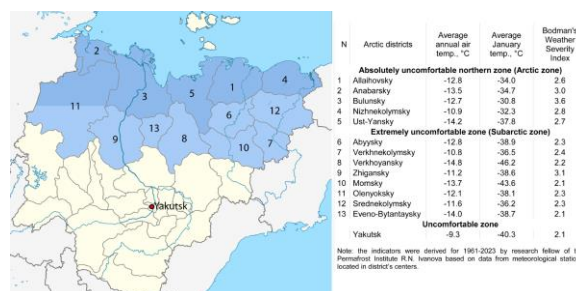 2
1
4
3
5
11
6
12
13
9
8
10
7
Yakutsk
N Arctic districts Average annual air temp., °C Average January temp., °C Bodman's Weather Severity Index
Absolutely uncomfortable northern zone (Arctic zone)
1 Allaihovsky -12.8 -34.0 2.6
2 Anabarsky -13.5 -34.7 3.0
3 Bulunsky -12.7 -30.8 3.6
4 Nizhnekolymsky -10.9 -32.3 2.8
5 Ust-Yansky -14.2 -37.8 2.7
Extremely uncomfortable zone (Subarctic zone)
6 Abyysky -12.8 -38.9 2.3
7 Verkhnekolymsky -10.8 -36.5 2.4
8 Verkhoyansky -14.8 -46.2 2.2
9 Zhigansky -11.2 -38.6 3.1
10 Momsky -13.7 -43.6 2.1
11 Olenyoksky -12.1 -38.1 2.3
12 Srednekolymsky -11.6 -36.2 2.3
13 Eveno-Bytantaysky -14.0 -38.7 2.1
Uncomfortable zone
Yakutsk -9.3 -40.3 2.1
Note: the indicators were derived for 1961-2023 by research fellow of t
Permafrost Institute R.N. Ivanova based on data from meteorological station
located in district's centers.